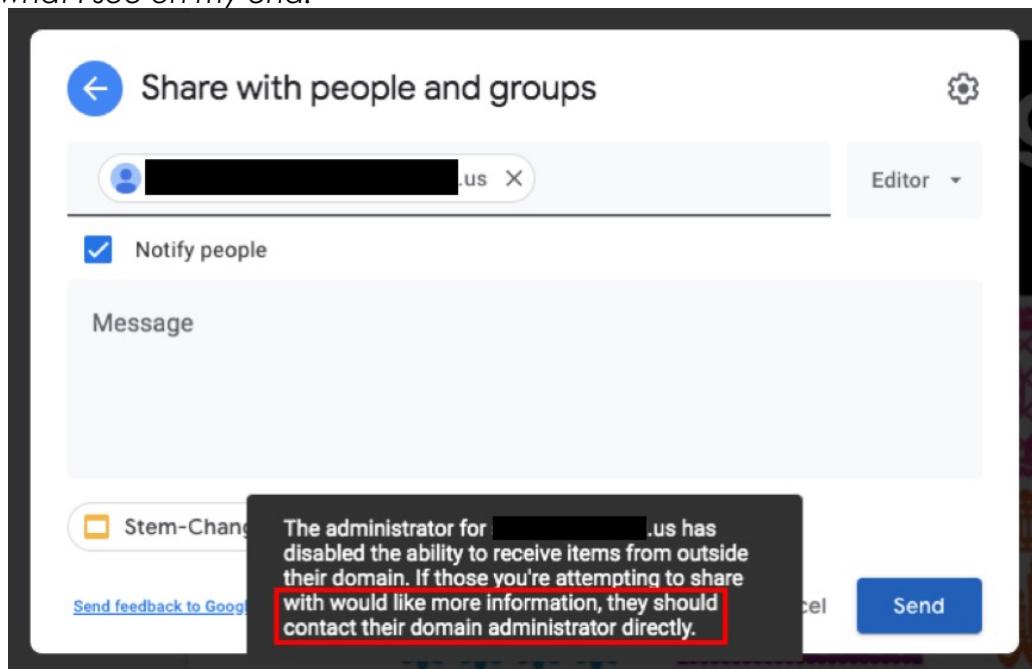 what I see on my end.
Share with people and groups
.us
Editor
Notify people
Message
Stem-Chang
The administrator for .us has
disabled the ability to receive items from outside
their domain. If those you're attempting to share
with would like more information, they should
contact their domain administrator directly.
Send feedback to Googl
cel
Send